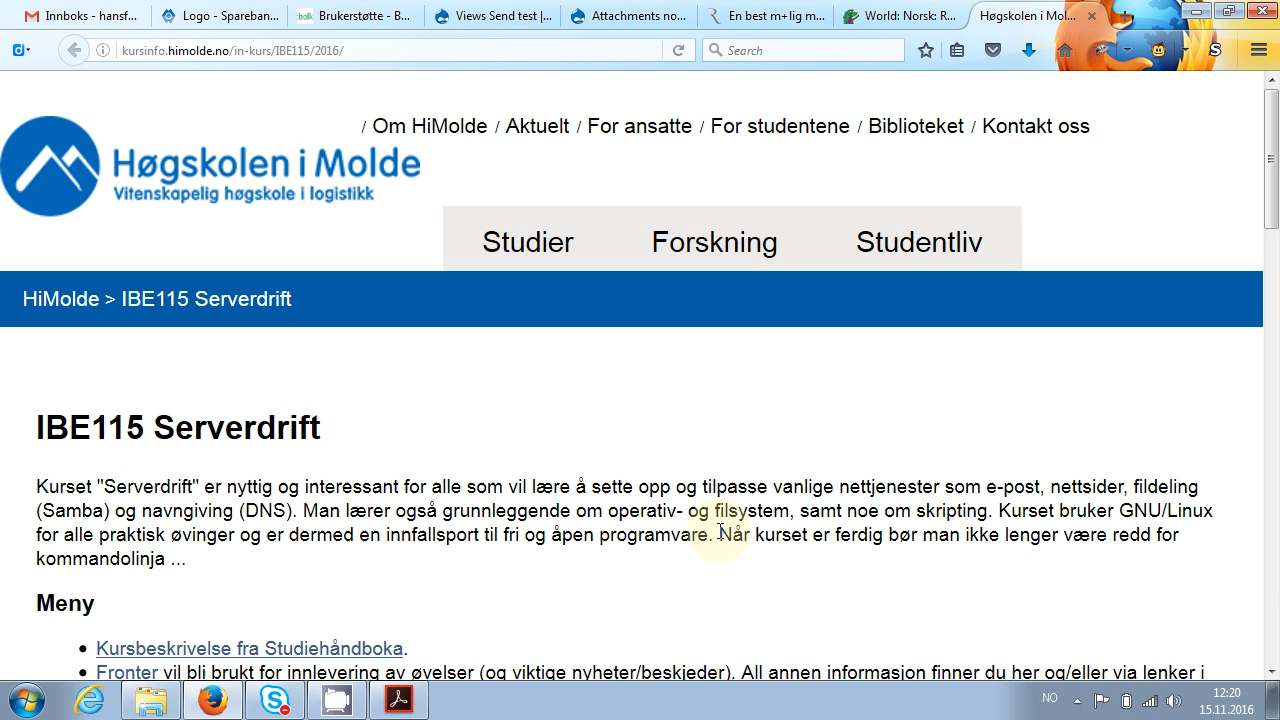 Innboks - hansf...
Logo - Spareban...
Brukerstøtte - B...
Views send test |...
Attachments no...
En best m+lig m...
World: Norsk: R...
Høgskolen i Mol...
kursinfo.himolde.no/in-kurs/IBE115/2016/
Search
/ Om HiMolde / Aktuelt / For ansatte / For studentene / Biblioteket / Kontakt oss
Høgskolen i Molde
Vitenskapelig høgskole i logistikk
Studier
Forskning
Studentliv
HiMolde > IBE115 Serverdrift
IBE115 Serverdrift
Kurset "Serverdrift" er nyttig og interessant for alle som vil lære å sette opp og tilpasse vanlige nettjenester som e-post, nettsider, fildeling
(Samba) og navngiving (DNS). Man lærer også grunnleggende om operativ- og filsystem, samt noe om skripting. Kurset bruker GNU/Linux
for alle praktisk øvinger og er dermed en innfallsport til fri og åpen programvare. Når kurset er ferdig bør man ikke lenger være redd for
kommandolinja ...
Meny
• Kursbeskrivelse fra Studiehåndboka.
• Fronter vil bli brukt for innlevering av øvelser (og viktige nyheter/beskjeder). All annen informasjon finner du her og/eller via lenker i
NO
12:20
15.11.2016